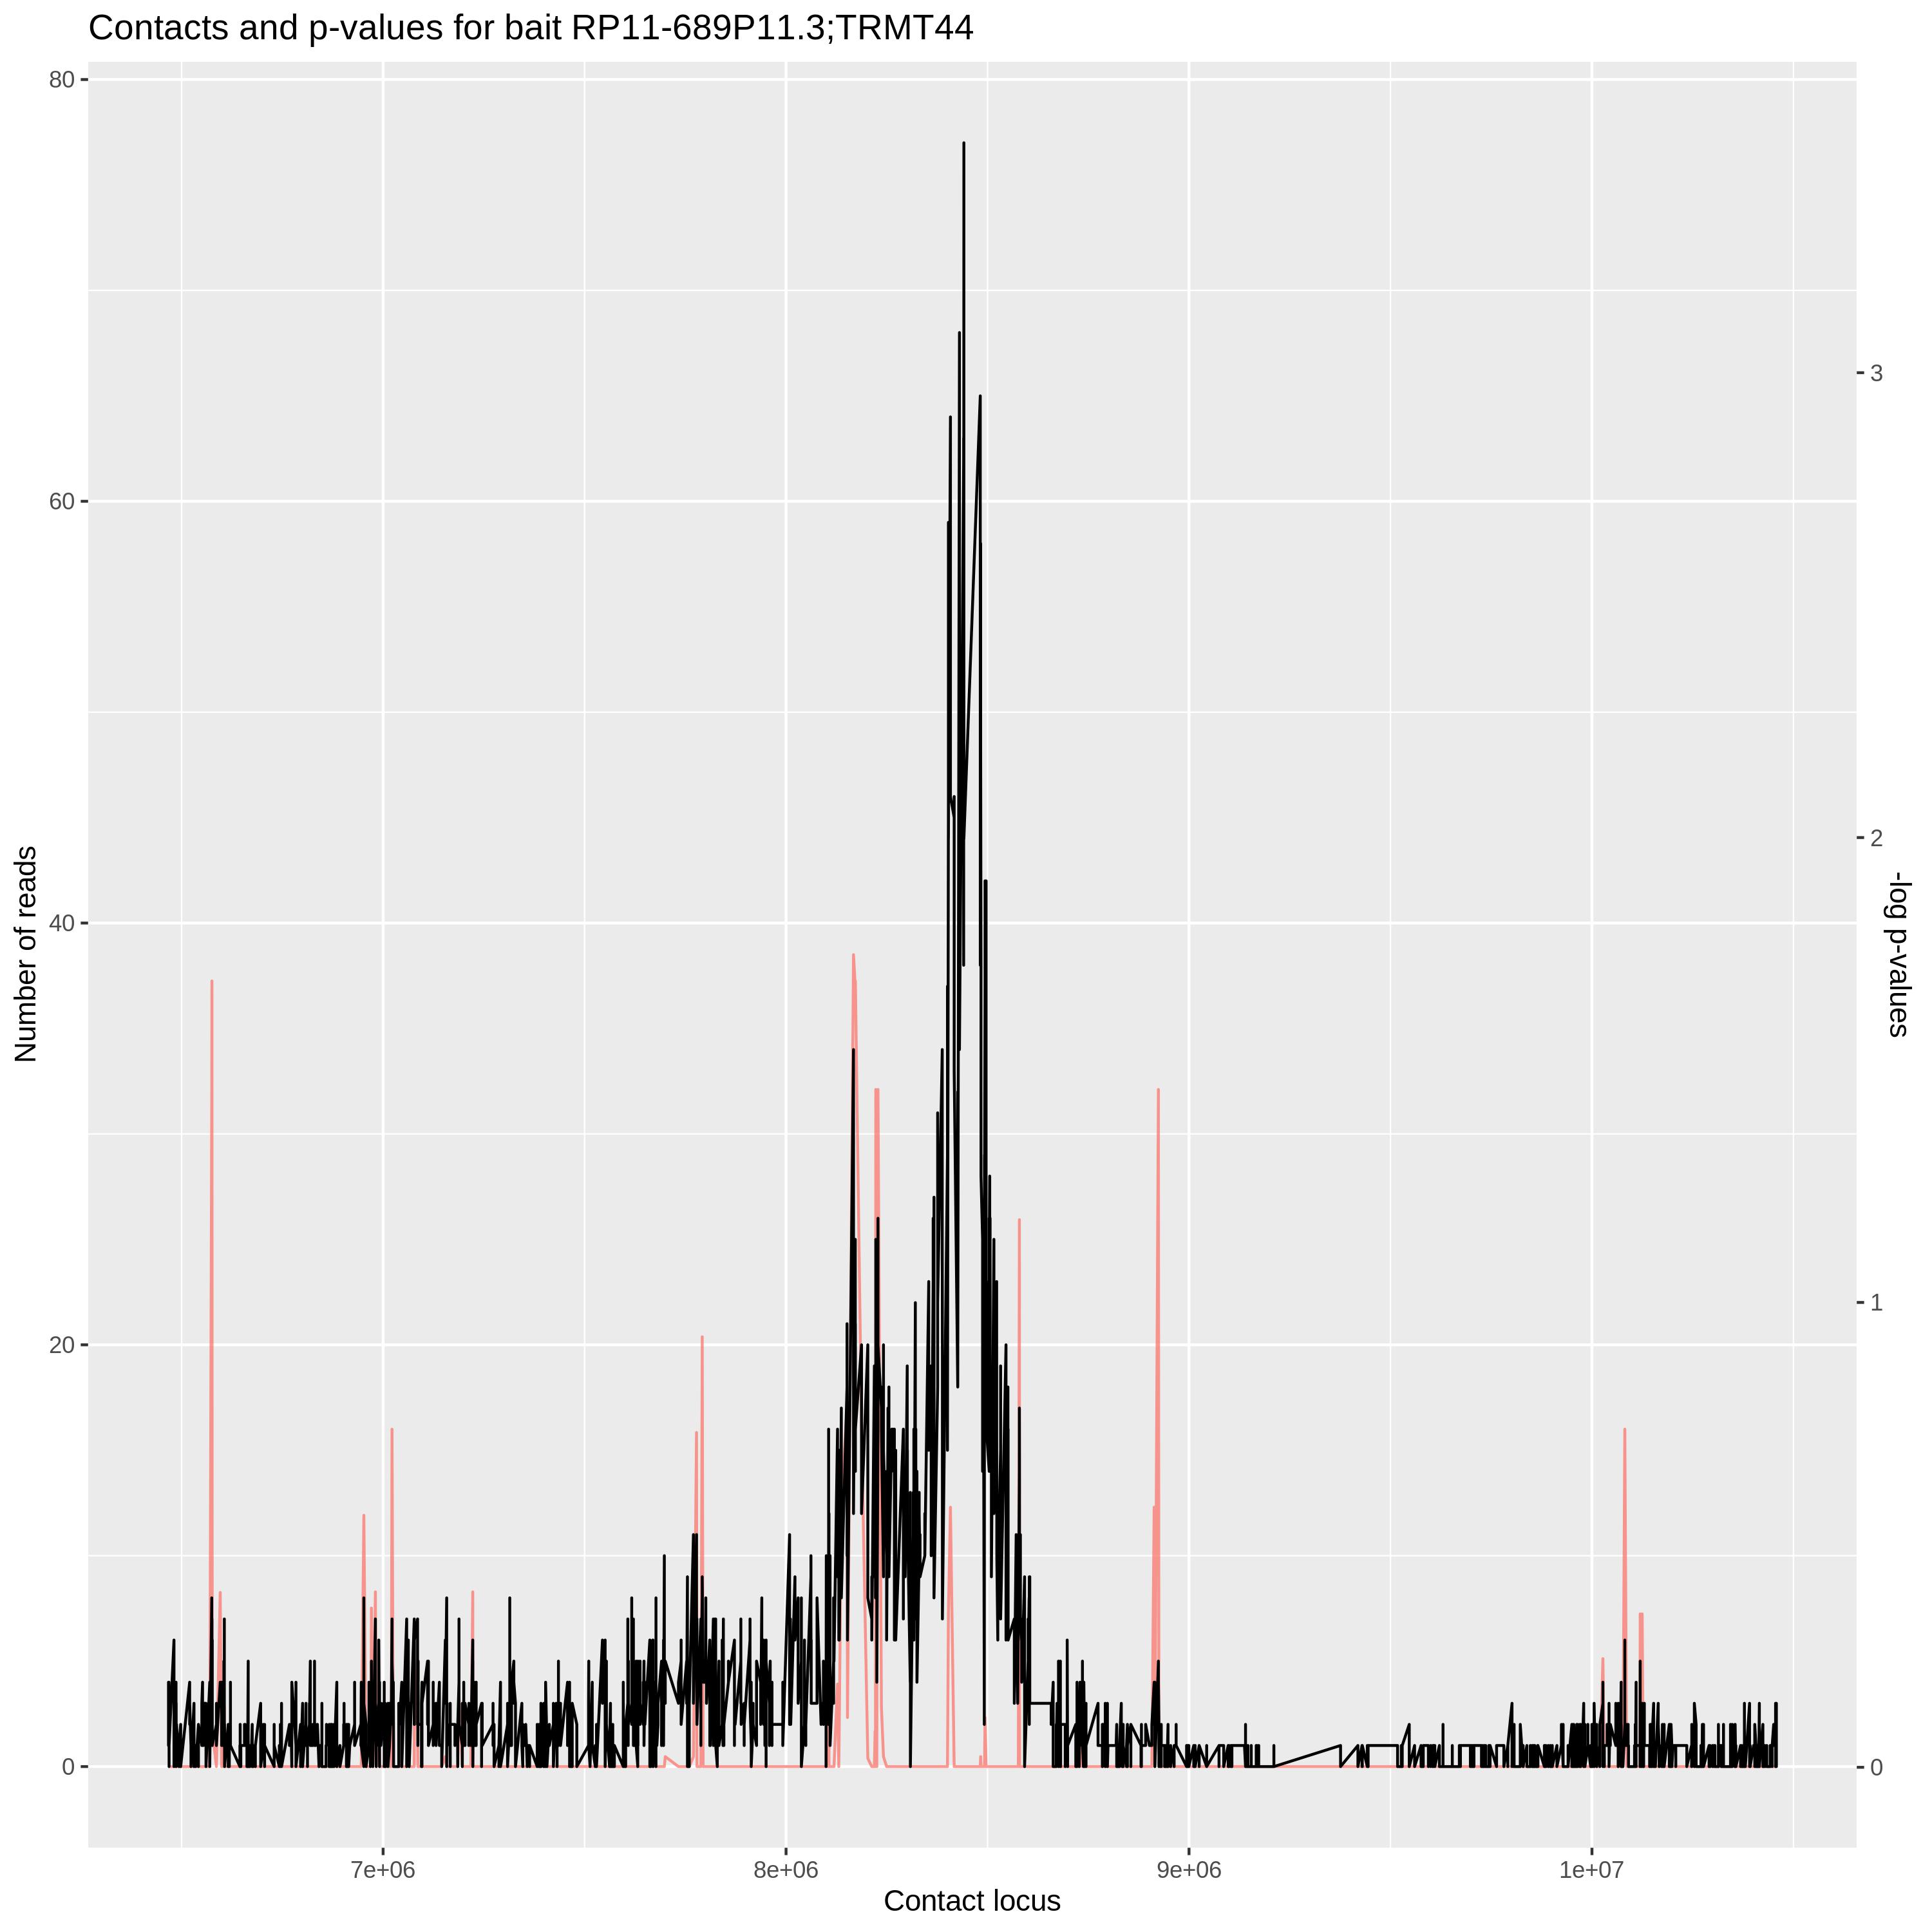 Contacts and p-values for bait RP11-689P11.3;TRMT44
80
60
40
20
0
Number of reads
3
2
1
0
-log p-values
7e+06
8e+06
9e+06
1e+07
Contact locus